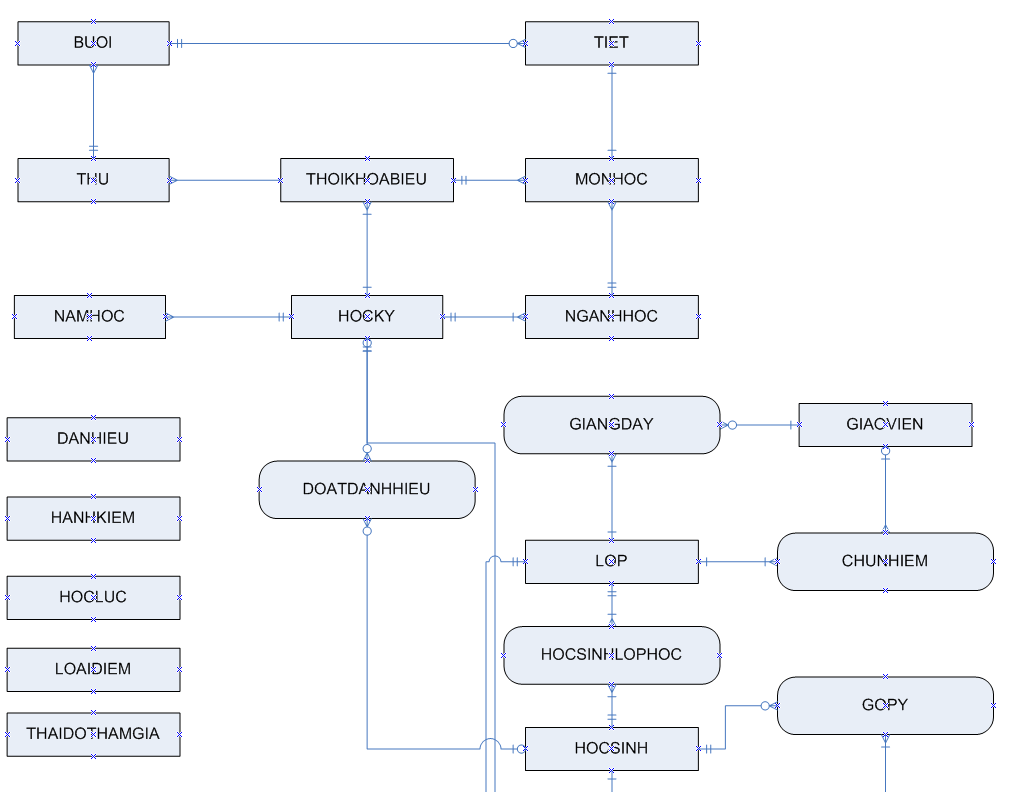 BUOI
TIET
THU
THOIKHOABIEU
MONHOC
NAMHOC
HOCKY
NGANHHOC
DANHIEU
GIANGDAY
GIAOVIEN
DOATDANHHIEU
HANHKIEM
LOP
CHUNHIEM
HOCLUC
HOCSINHLOPHOC
LOAIDIEM
GOPY
THAIDOTHAMGIA
HOCSINH